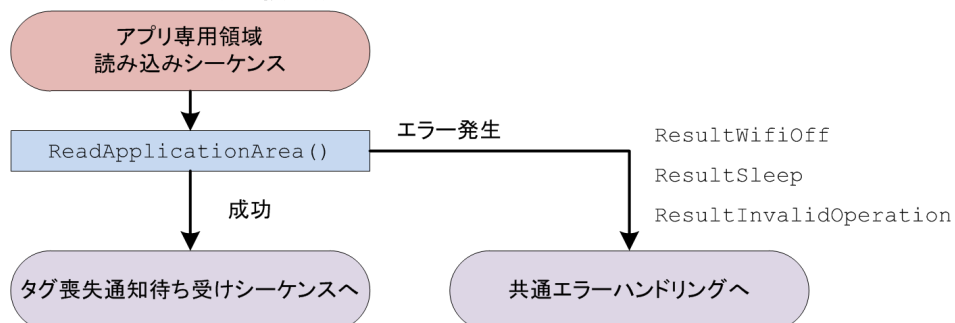 アプリ専用領域
読み込みシーケンス
ReadApplicationArea()
エラー発生
ResultWifiOff
ResultSleep
ResultInvalidOperation
成功
タグ喪失通知待ち受けシーケンスへ
共通エラーハンドリングへ